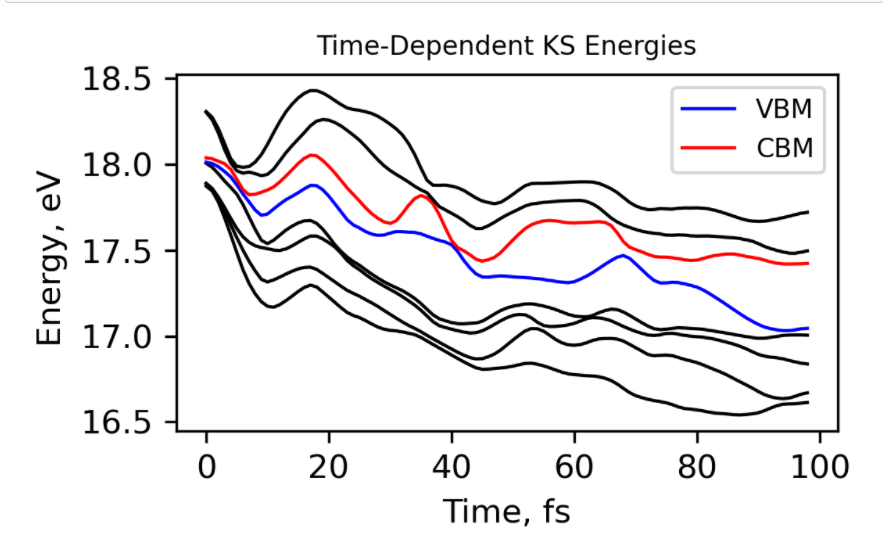 Time-Dependent KS Energies
18.5
18.0
17.5
17.0
16.5
Energy, eV
VBM
CBM
0 20 40 60 80 100
Time, fs